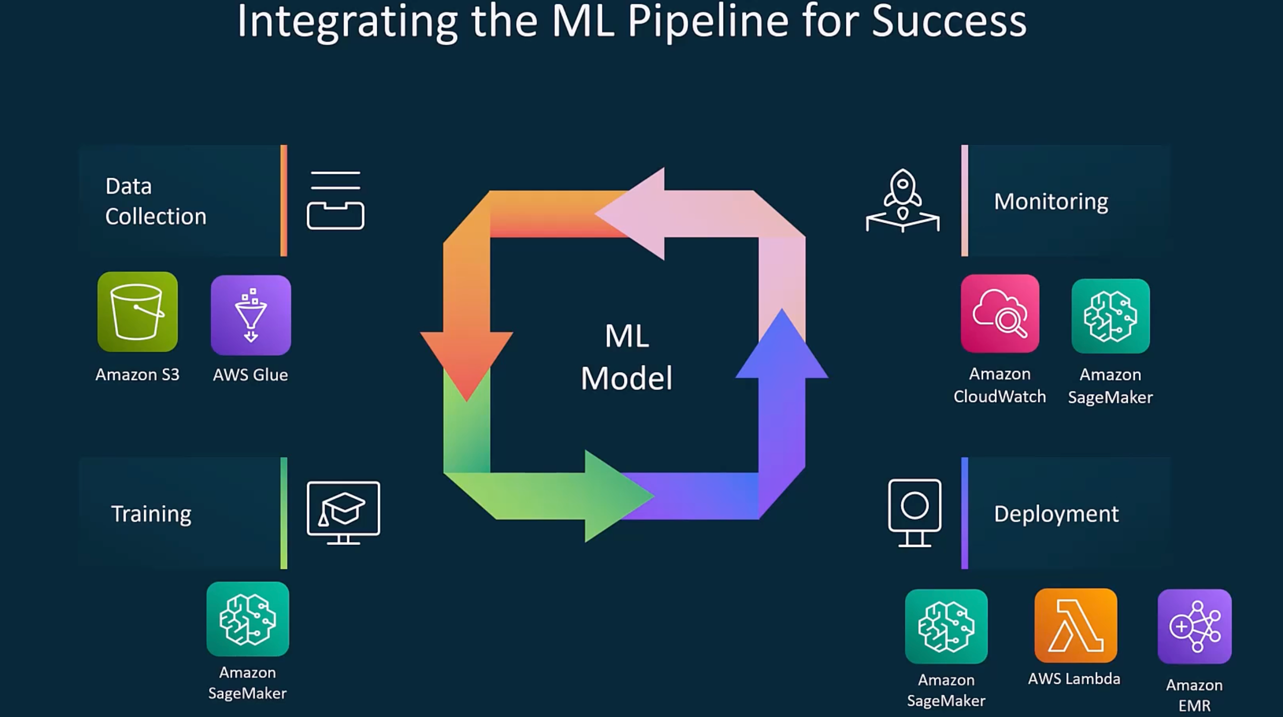 Integrating the ML Pipeline for Success
Data
Collection
Amazon S3
AWS Glue
Training
Amazon
SageMaker
ML
Model
Monitoring
Amazon
CloudWatch
Amazon
SageMaker
Deployment
Amazon
SageMaker
AWS Lambda
Amazon
EMR